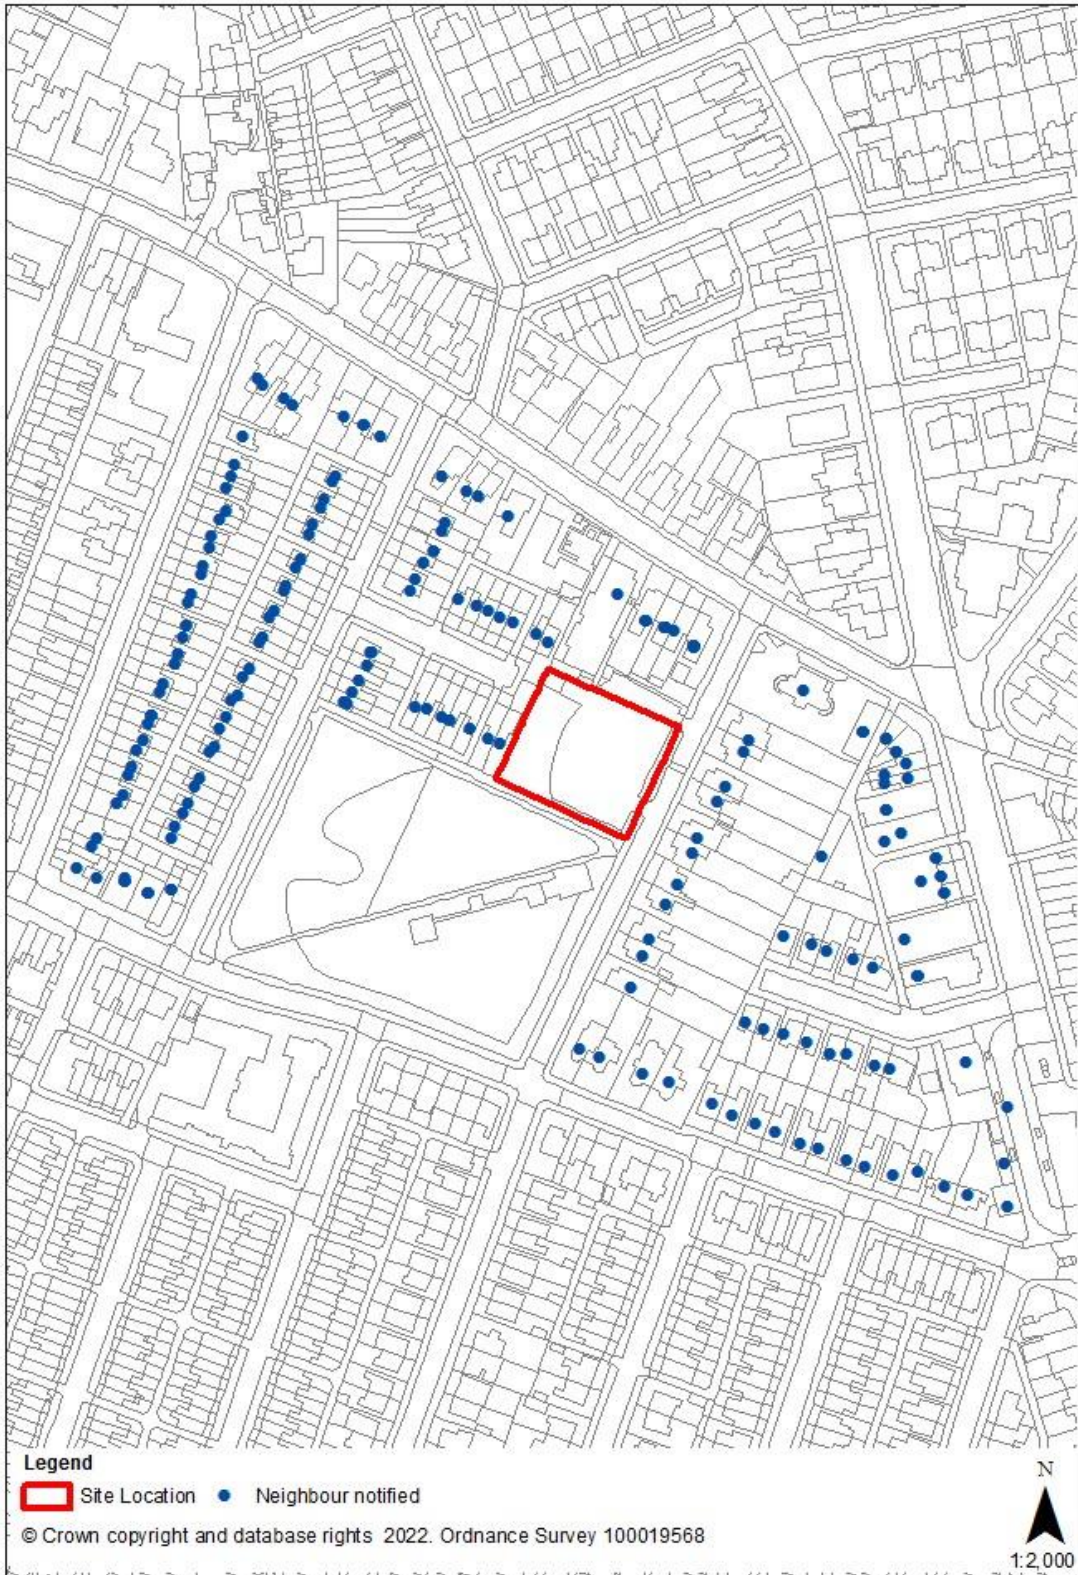 Legend
Site Location Neighbour notified
N
© Crown copyright and database rights 2022. Ordnance Survey 100019568
1:2,000